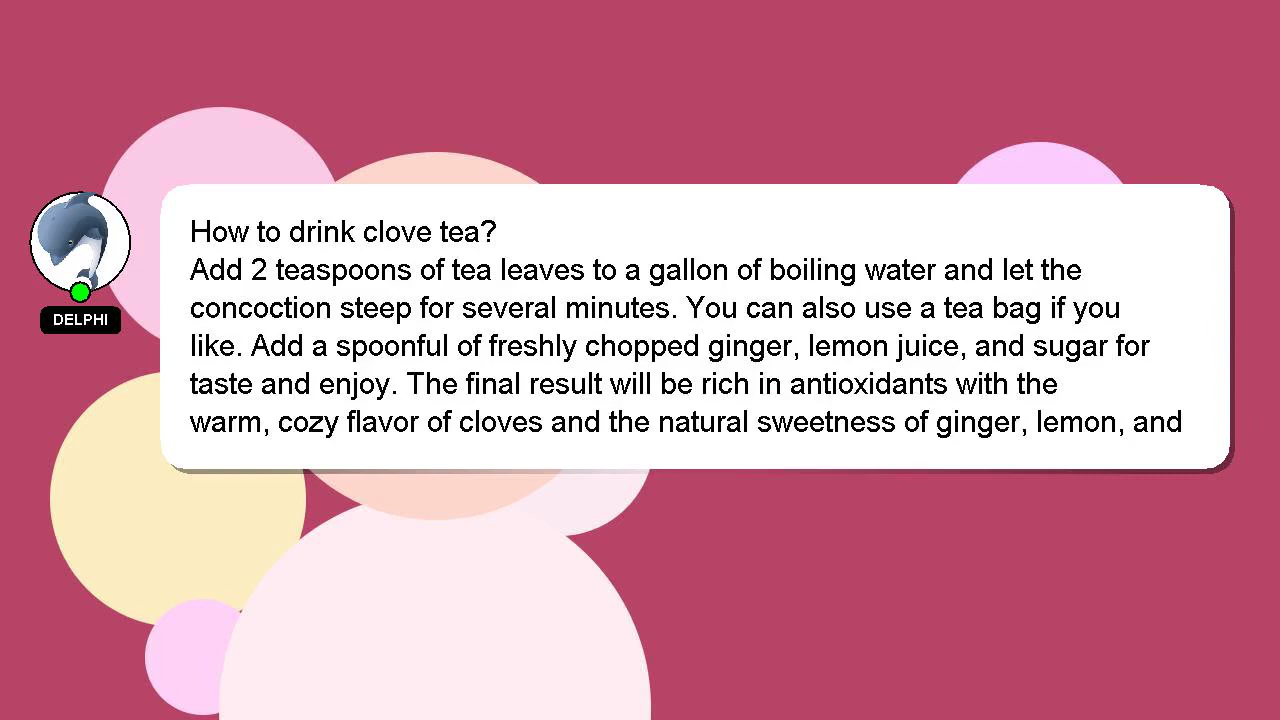 How to drink clove tea?
Add 2 teaspoons of tea leaves to a gallon of boiling water and let the
concoction steep for several minutes. You can also use a tea bag if you
like. Add a spoonful of freshly chopped ginger, lemon juice, and sugar for
taste and enjoy. The final result will be rich in antioxidants with the
warm, cozy flavor of cloves and the natural sweetness of ginger, lemon, and
DELPHI